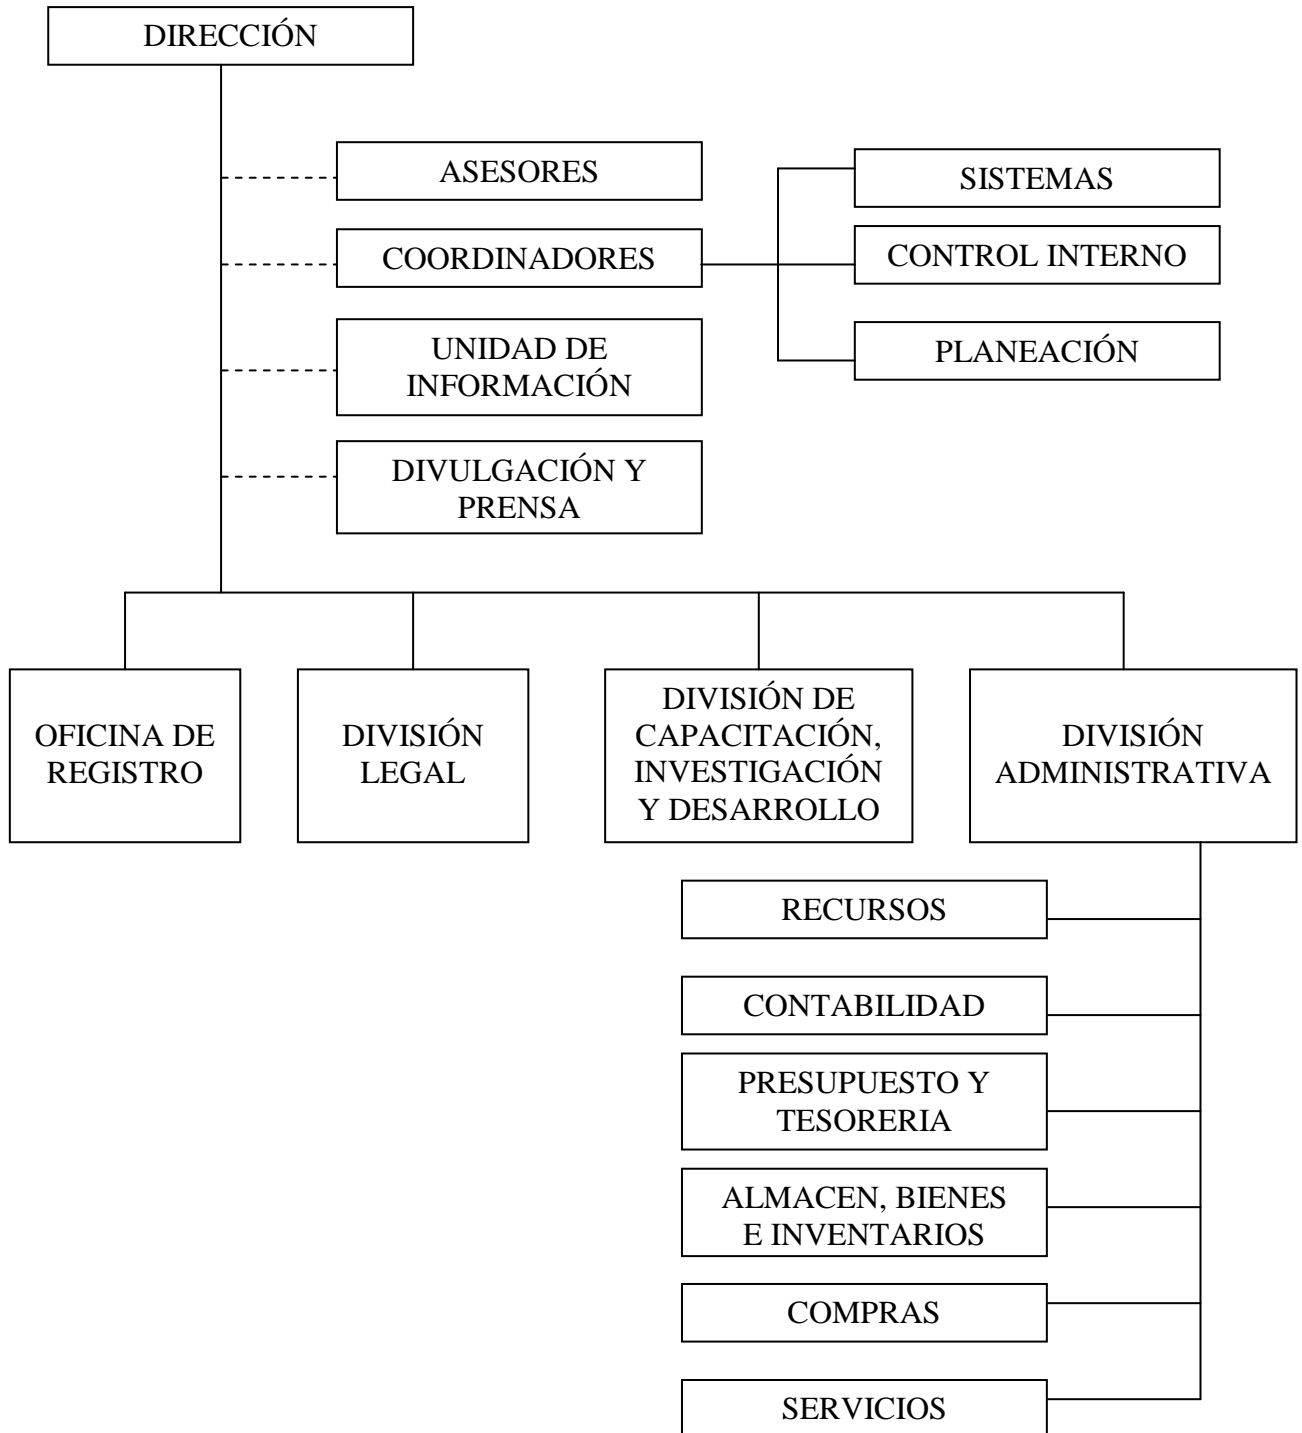 DIRECCIÓN
ASESORES
SISTEMAS
COORDINADORES
CONTROL INTERNO
UNIDAD DE
INFORMACIÓN
PLANEACIÓN
DIVULGACIÓN Y
PRENSA
OFICINA DE
REGISTRO
DIVISIÓN
LEGAL
DIVISIÓN DE
CAPACITACIÓN,
INVESTIGACIÓN
Y DESARROLLO
DIVISIÓN
ADMINISTRATIVA
RECURSOS
CONTABILIDAD
PRESUPUESTO Y
TESORERIA
ALMACEN, BIENES
E INVENTARIOS
COMPRAS
SERVICIOS